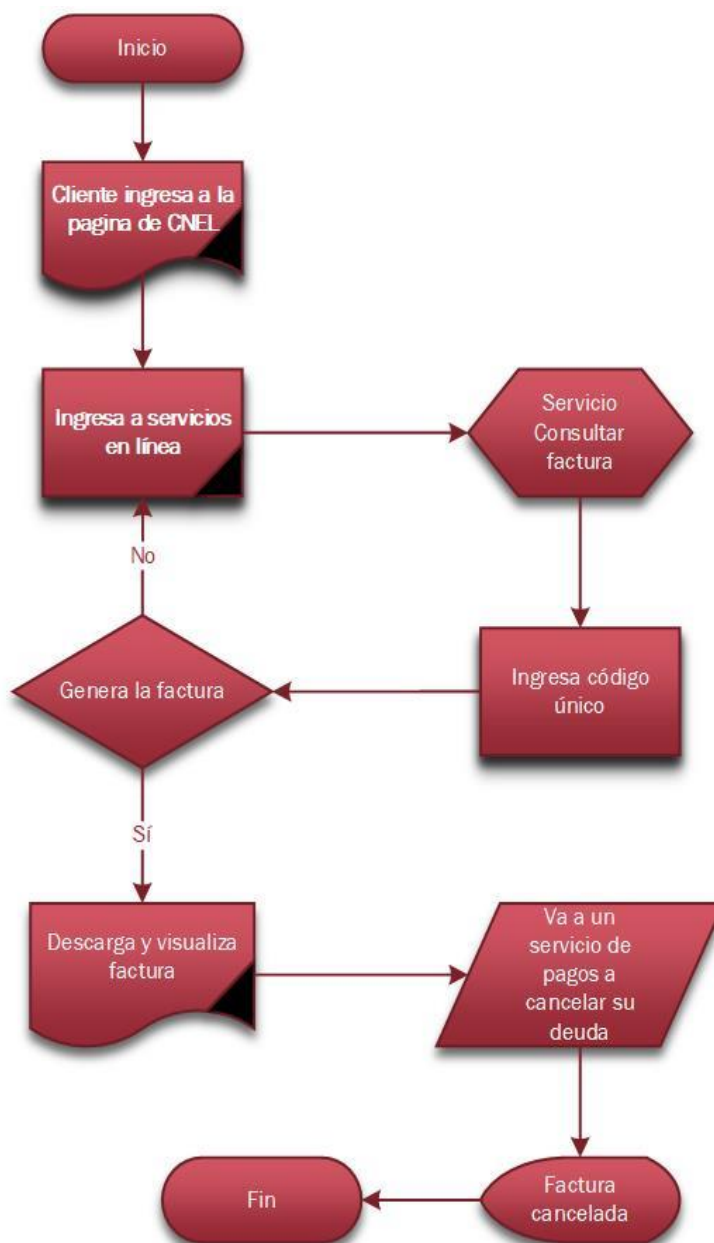 Inicio
Cliente ingresa a la
pagina de CNEL
Ingresa a servicios
en línea
Servicio
Consultar
factura
Ingresa código
único
Genera la factura
No
Sí
Descarga y visualiza
factura
Va a un
servicio de
pagos a
cancelar su
deuda
Factura
cancelada
Fin